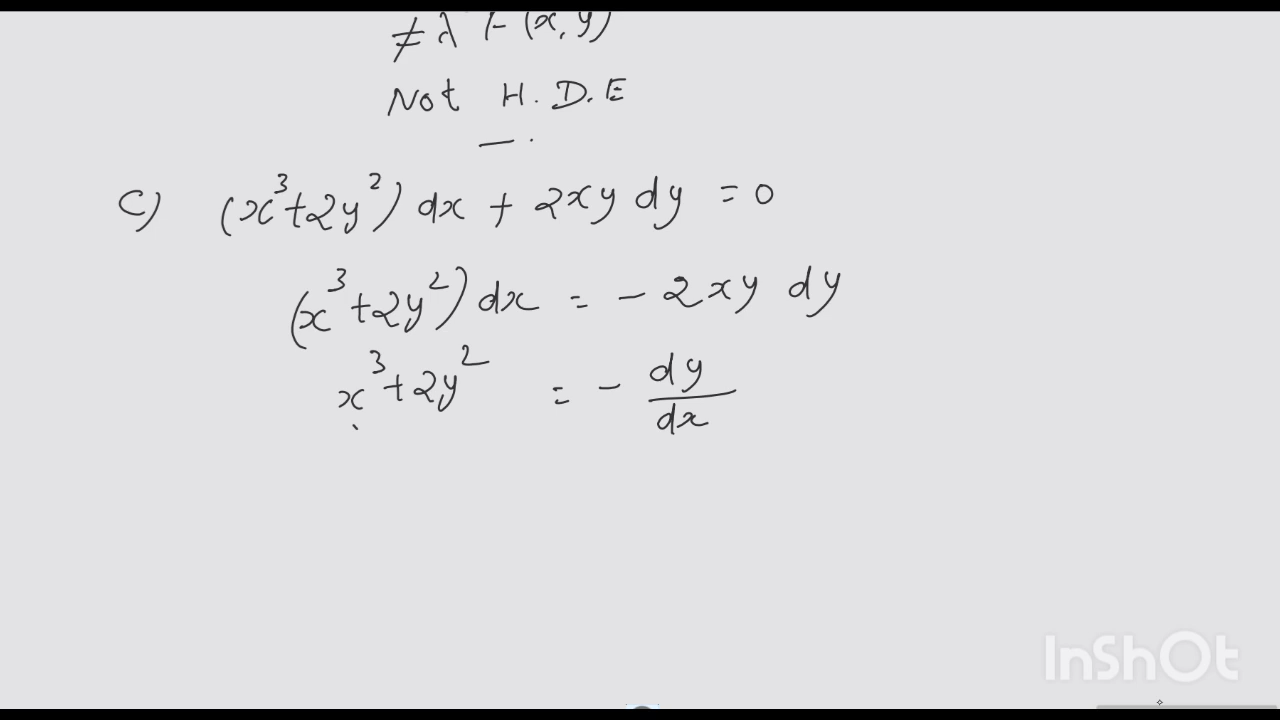 ≠ λ F(x, y)
Not H.D.E
C) (x³+2y²) dx + 2xy dy = 0
(x³+2y²) dx = - 2xy dy
x³+2y² = - dy/dx
InShOt